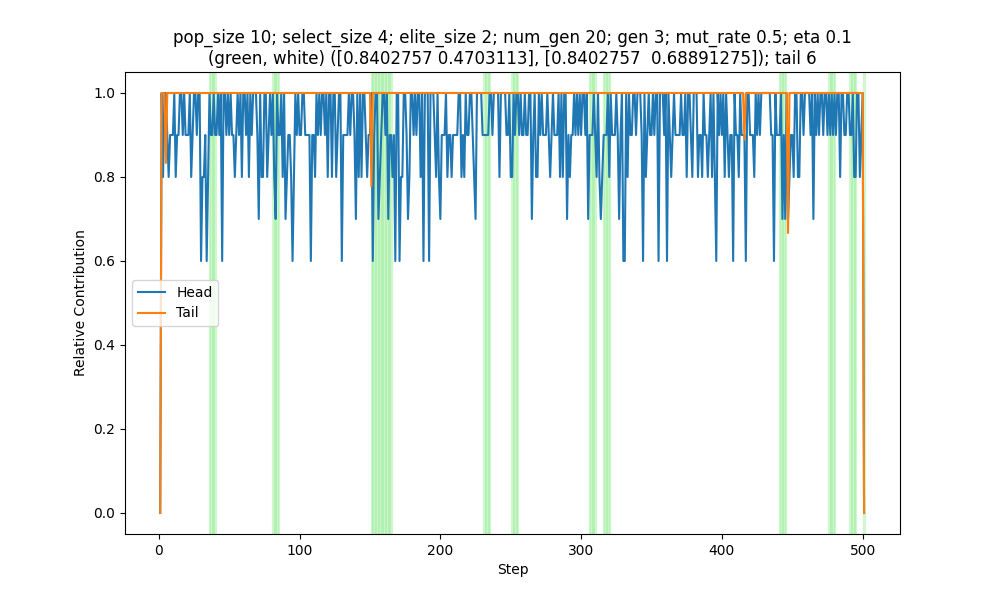 pop_size 10; select_size 4; elite_size 2; num_gen 20; gen 3; mut_rate 0.5; eta 0.1
(green, white) ([0.8402757 0.4703113], [0.8402757  0.68891275]); tail 6
1.0
0.8
0.6
0.4
0.2
0.0
Relative Contribution
Head
Tail
0
100
200
300
400
500
Step